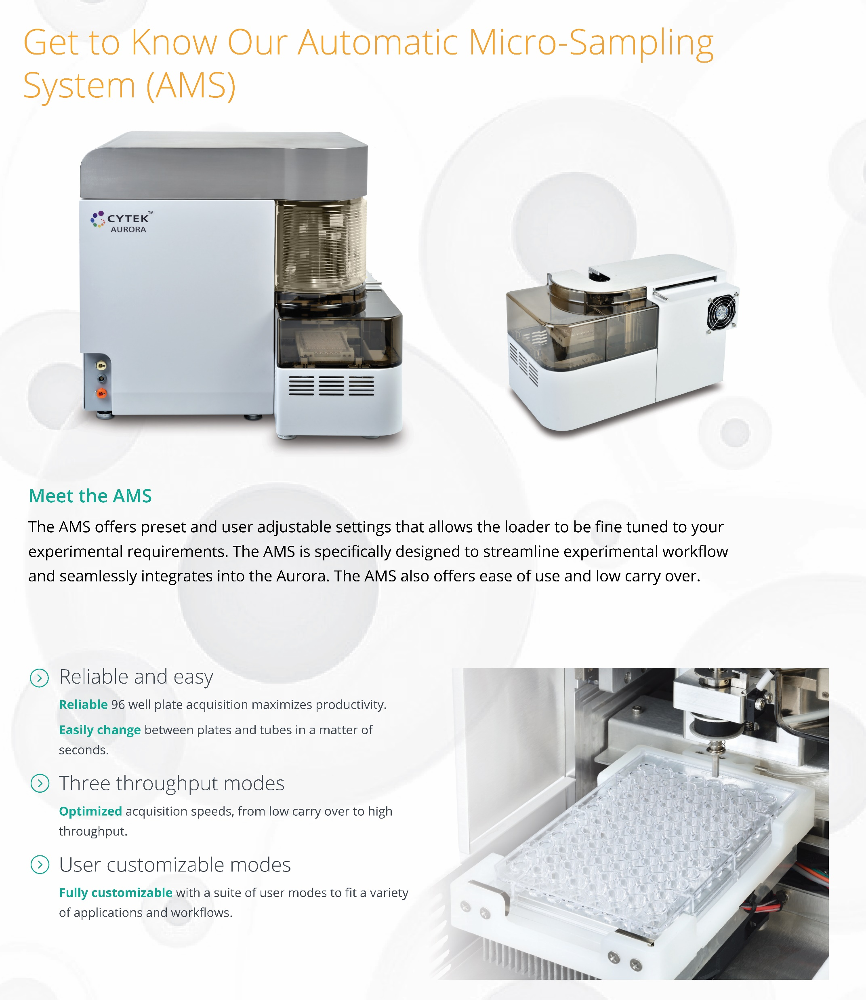 Get to Know Our Automatic Micro-Sampling
System (AMS)
CYTEK™
AURORA
Meet the AMS
The AMS offers preset and user adjustable settings that allows the loader to be fine tuned to your
experimental requirements. The AMS is specifically designed to streamline experimental workflow
and seamlessly integrates into the Aurora. The AMS also offers ease of use and low carry over.
Reliable and easy
Reliable 96 well plate acquisition maximizes productivity.
Easily change between plates and tubes in a matter of
seconds.
Three throughput modes
Optimized acquisition speeds, from low carry over to high
throughput.
User customizable modes
Fully customizable with a suite of user modes to fit a variety
of applications and workflows.